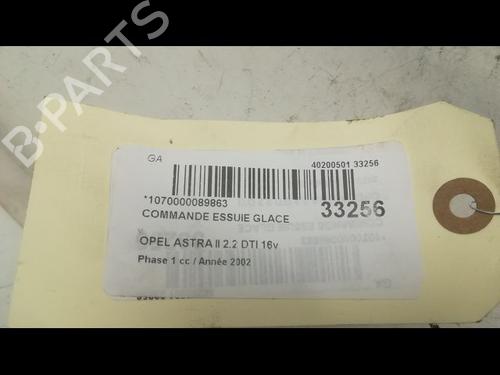 B-PARTS
GA
40200501 33256
*1070000089863
COMMANDE ESSUIE GLACE
33256
OPEL ASTRA II 2.2 DTI 16v
Phase 1 cc / Année 2002